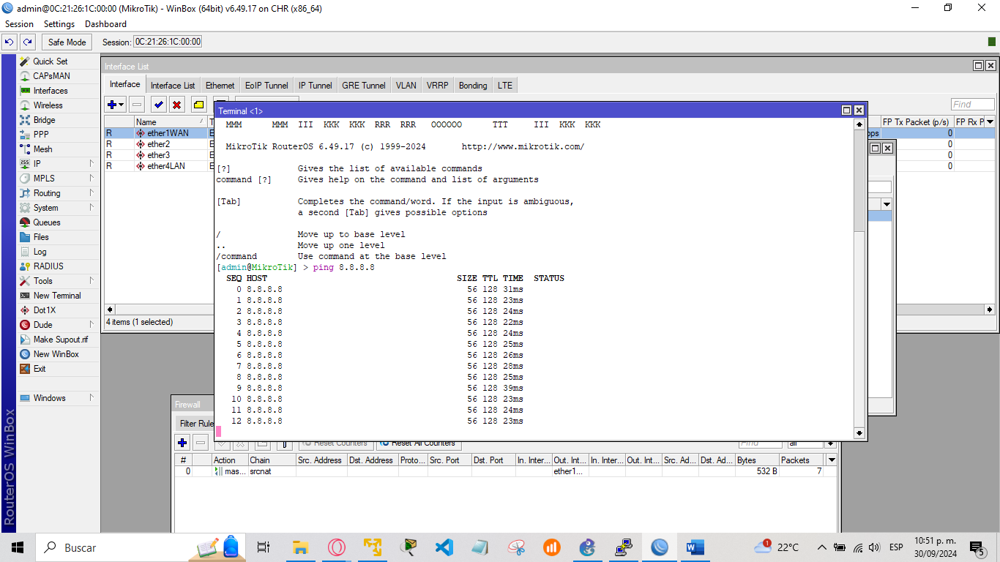 admin@0C:21:26:1C:00:00 (MikroTik) - WinBox (64bit) v6.49.17 on CHR (x86_64)
Session Settings Dashboard
Safe Mode Session: 0C:21:26:1C:00:00
Quick Set
CAPsMAN
Interfaces
Wireless
Bridge
PPP
Mesh
IP
MPLS
Routing
System
Queues
Files
Log
RADIUS
Tools
New Terminal
Dot1X
Dude
Make Supout.rif
New WinBox
Exit
Windows
RouterOS WinBox
Interface List
Interface Interface List Ethernet EoIP Tunnel IP Tunnel GRE Tunnel VLAN VRRP Bonding LTE
Find
Name FP Tx Packet (p/s) FP Rx P
R ether1WAN E ops 0
R ether2 E 0
R ether3 E 0
R ether4LAN E 0
4 items (1 selected)
Terminal <1>
MMM MMM III KKK KKK RRR RRR OOOOOO TTT III KKK KKK
MikroTik RouterOS 6.49.17 (c) 1999-2024 http://www.mikrotik.com/
[?] Gives the list of available commands
command [?] Gives help on the command and list of arguments
[Tab] Completes the command/word. If the input is ambiguous,
a second [Tab] gives possible options
/ Move up to base level
.. Move up one level
/command Use command at the base level
[admin@MikroTik] > ping 8.8.8.8
SEQ HOST SIZE TTL TIME STATUS
0 8.8.8.8 56 128 31ms
1 8.8.8.8 56 128 23ms
2 8.8.8.8 56 128 24ms
3 8.8.8.8 56 128 22ms
4 8.8.8.8 56 128 24ms
5 8.8.8.8 56 128 25ms
6 8.8.8.8 56 128 26ms
7 8.8.8.8 56 128 28ms
8 8.8.8.8 56 128 25ms
9 8.8.8.8 56 128 39ms
10 8.8.8.8 56 128 23ms
11 8.8.8.8 56 128 24ms
12 8.8.8.8 56 128 23ms
Firewall
Filter Rule
Reset Counters Reset All Counters Find all
# Action Chain Src. Address Dst. Address Proto... Src. Port Dst. Port In. Inter... Out. Int... In. Inter... Out. Int... Src. Ad... Dst. Ad... Bytes Packets
0 mas... srcnat ether1... 532 B 7
Buscar
1 22°C ESP 10:51 p. m.
30/09/2024 5